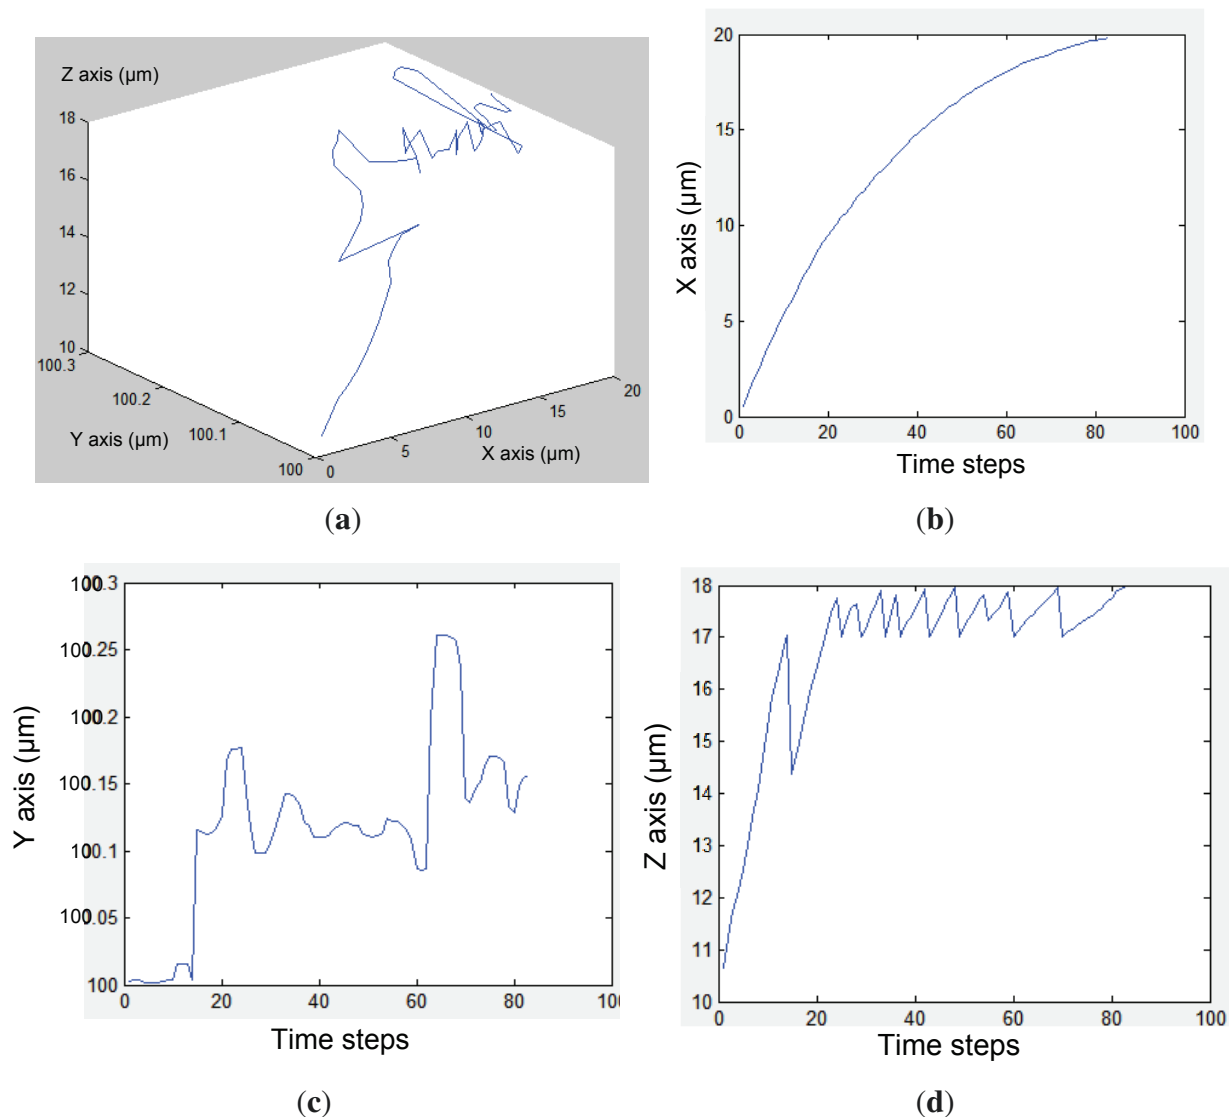 Z axis (µm)
18
16
14
12
10
100.3
100.2
100.1
100
Y axis (µm)
0
5
10
15
20
X axis (µm)
(a)
20
15
10
5
0
X axis (µm)
0 20 40 60 80 100
Time steps
(b)
100.3
100.25
100.2
100.15
100.1
100.05
100
Y axis (µm)
0 20 40 60 80 100
Time steps
(c)
18
17
16
15
14
13
12
11
10
Z axis (µm)
0 20 40 60 80 100
Time steps
(d)